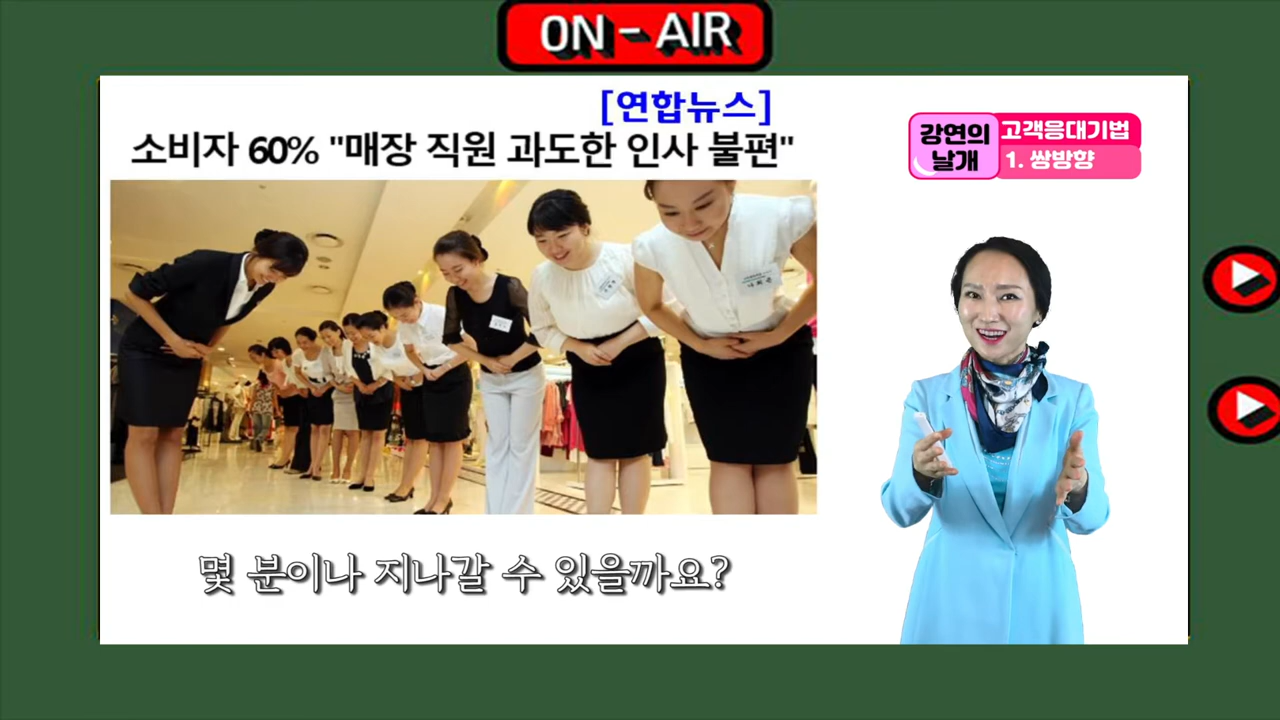 ON - AIR
[연합뉴스]
소비자 60% "매장 직원 과도한 인사 불편"
강연의
날개
고객응대기법
1. 쌍방향
몇 분이나 지나갈 수 있을까요?